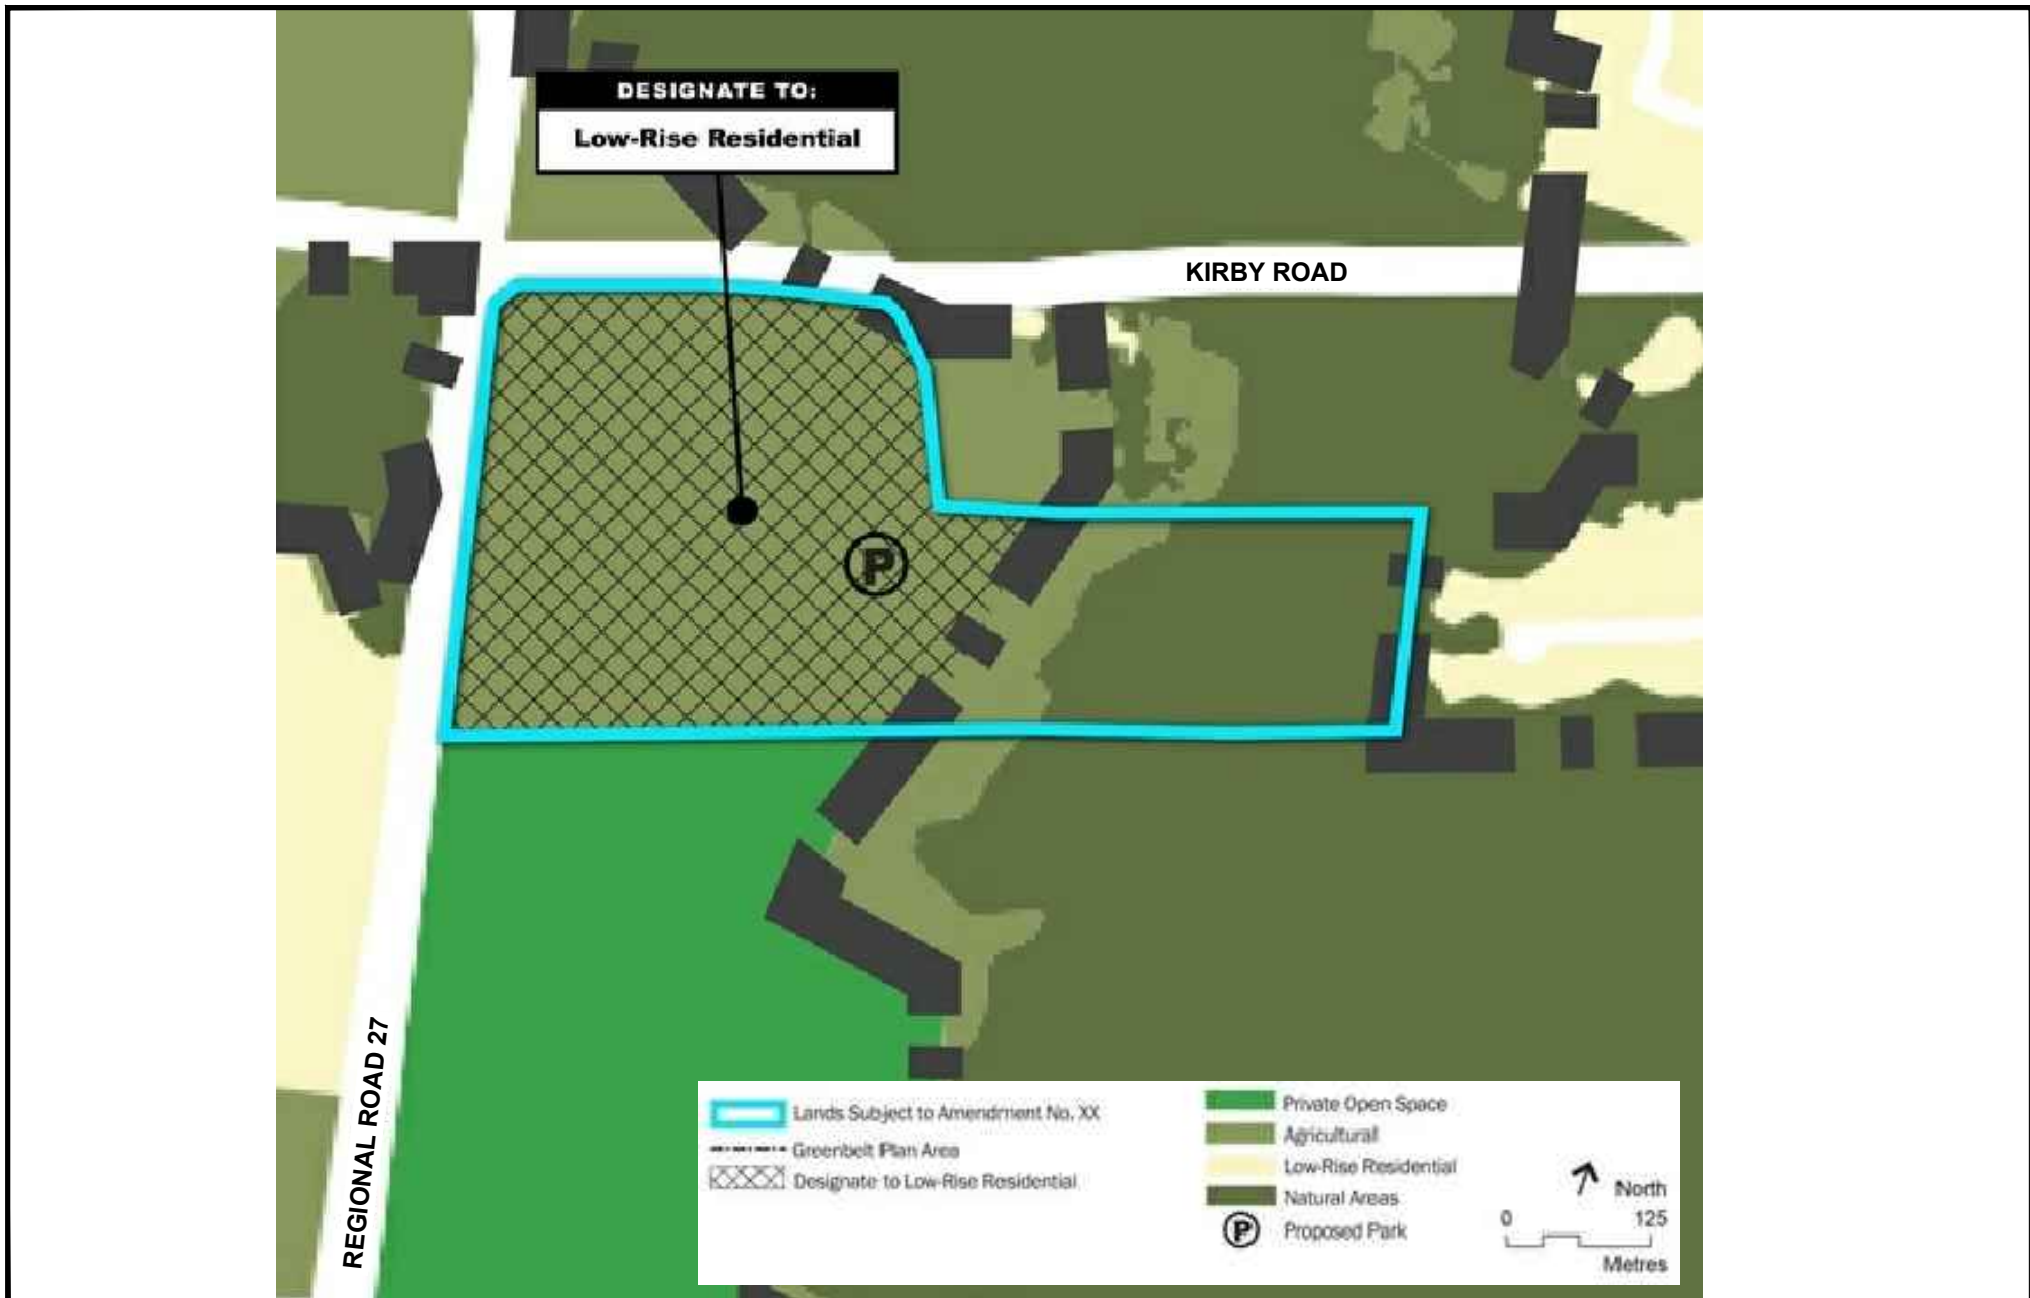 DESIGNATE TO:
Low-Rise Residential
KIRBY ROAD
P
REGIONAL ROAD 27
Lands Subject to Amendment No. XX
Greenbelt Plan Area
Designate to Low-Rise Residential
Private Open Space
Agricultural
Low-Rise Residential
Natural Areas
P Proposed Park
North
0 125
Metres